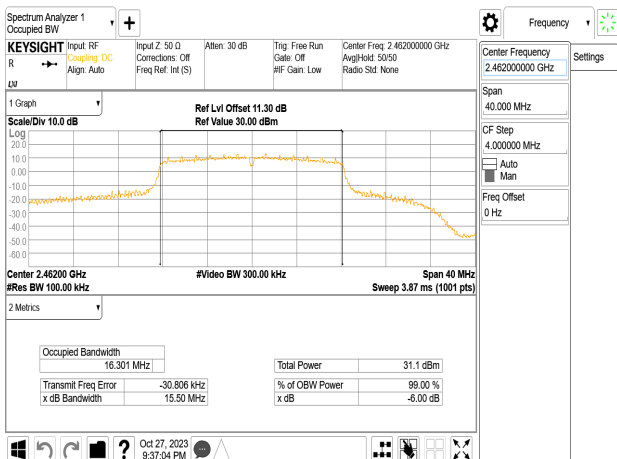 Spectrum Analyzer 1
Occupied BW
Frequency
KEYSIGHT
R
LXI
Input: RF
Coupling: DC
Align: Auto
Input Z: 50 Ω
Corrections: Off
Freq Ref: Int (S)
Atten: 30 dB
Trig: Free Run
Gate: Off
#IF Gain: Low
Center Freq: 2.462000000 GHz
Avg|Hold: 50/50
Radio Std: None
Center Frequency
2.462000000 GHz
Settings
Span
40.000 MHz
CF Step
4.000000 MHz
Auto
Man
Freq Offset
0 Hz
1 Graph
Scale/Div 10.0 dB
Ref Lvl Offset 11.30 dB
Ref Value 30.00 dBm
Log
20.0
10.0
0.00
-10.0
-20.0
-30.0
-40.0
-50.0
-60.0
Center 2.46200 GHz
#Video BW 300.00 kHz
Span 40 MHz
#Res BW 100.00 kHz
Sweep 3.87 ms (1001 pts)
2 Metrics
Occupied Bandwidth
16.301 MHz
Total Power 31.1 dBm
Transmit Freq Error -30.806 kHz
% of OBW Power 99.00 %
x dB Bandwidth 15.50 MHz
x dB -6.00 dB
Oct 27, 2023
9:37:04 PM